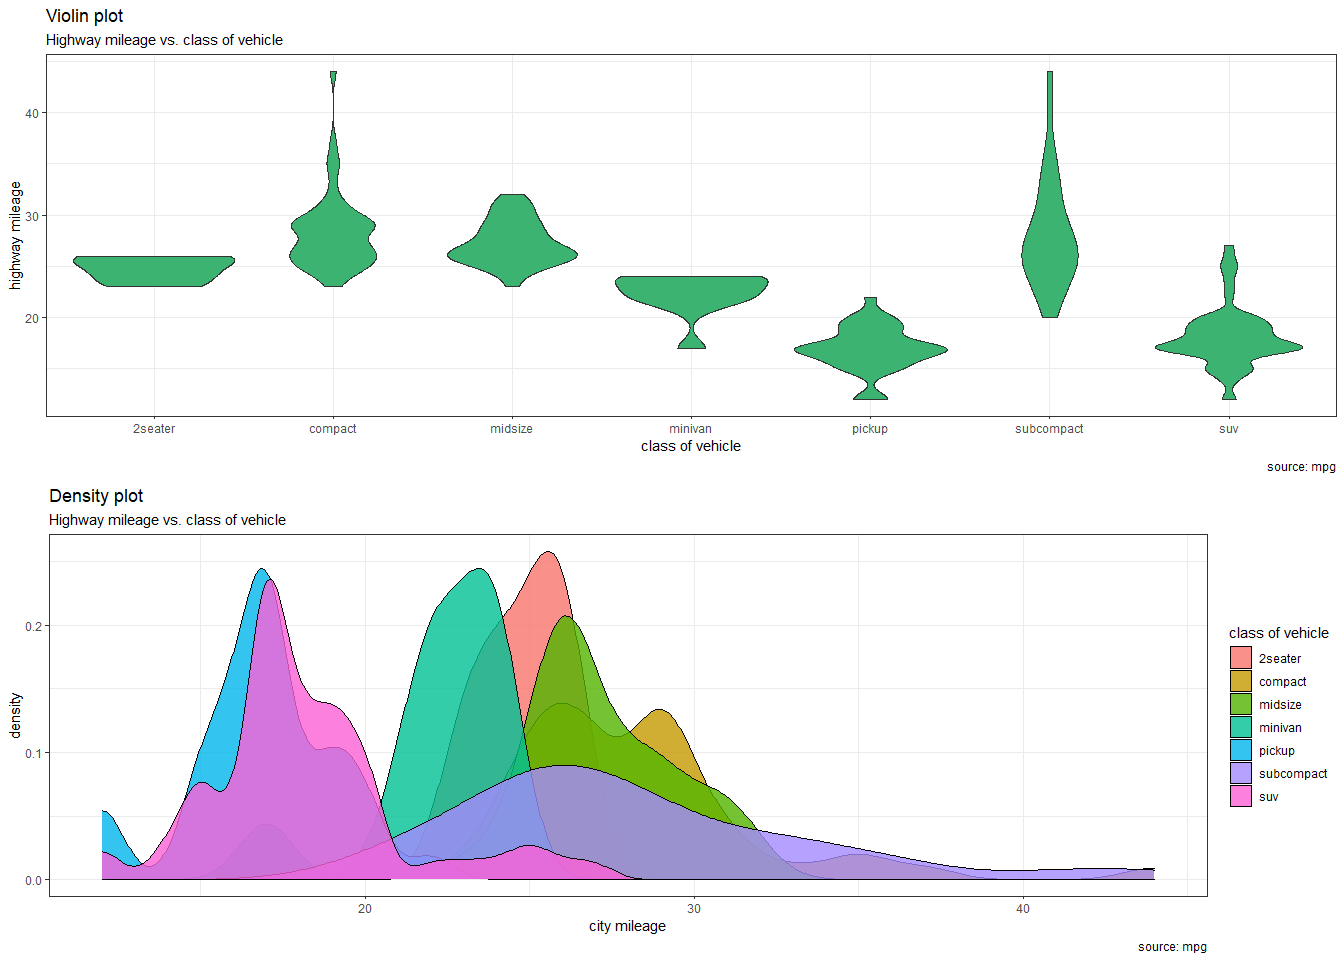 Violin plot
Highway mileage vs. class of vehicle
highway mileage
40
30
20
2seater compact midsize minivan pickup subcompact suv
class of vehicle
source: mpg
Density plot
Highway mileage vs. class of vehicle
density
0.2
0.1
0.0
20 30 40
city mileage
class of vehicle
2seater
compact
midsize
minivan
pickup
subcompact
suv
source: mpg